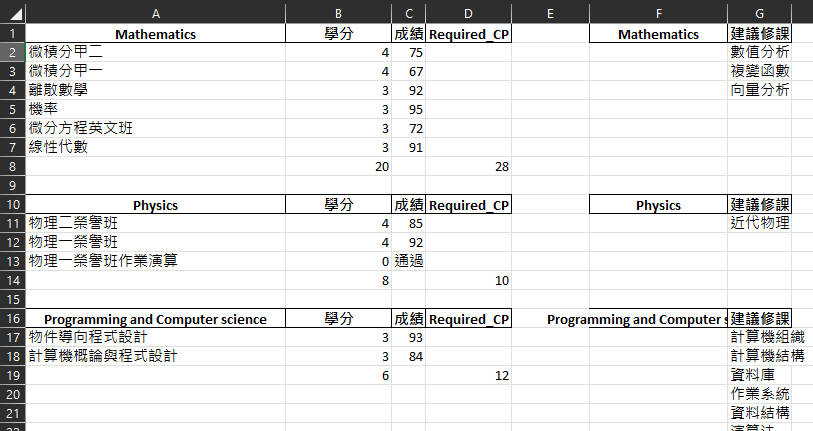 A B C D E F G
1 Mathematics 學分 成績 Required_CP Mathematics 建議修課
2 微積分甲二 4 75 數值分析
3 微積分甲一 4 67 複變函數
4 離散數學 3 92 向量分析
5 機率 3 95
6 微分方程英文班 3 72
7 線性代數 3 91
8 20 28
9
10 Physics 學分 成績 Required_CP Physics 建議修課
11 物理二榮譽班 4 85 近代物理
12 物理一榮譽班 4 92
13 物理一榮譽班作業演算 0 通過
14 8 10
15
16 Programming and Computer science 學分 成績 Required_CP Programming and Computer s 建議修課
17 物件導向程式設計 3 93 計算機組織
18 計算機概論與程式設計 3 84 計算機結構
19 6 12 資料庫
20 作業系統
21 資料結構